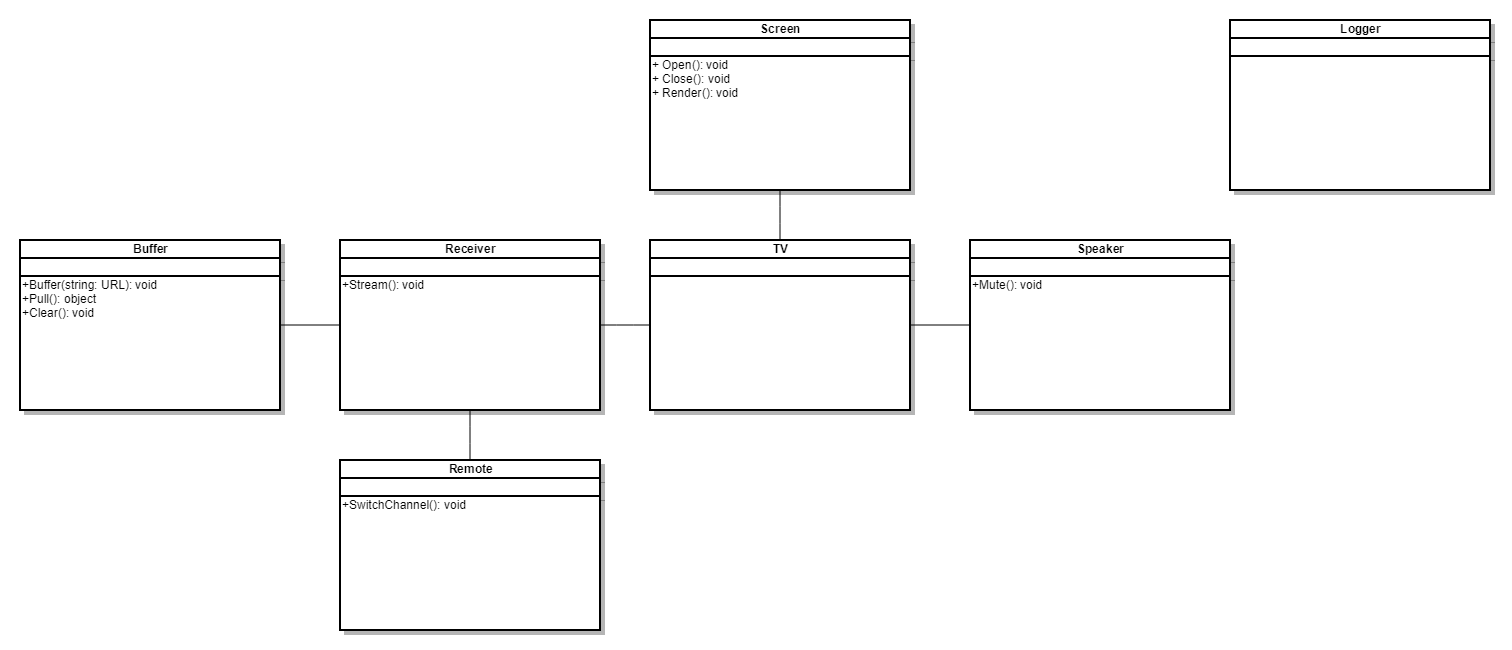 Screen
+ Open(): void
+ Close(): void
+ Render(): void
Logger
Buffer
+Buffer(string: URL): void
+Pull(): object
+Clear(): void
Receiver
+Stream(): void
TV
Speaker
+Mute(): void
Remote
+SwitchChannel(): void